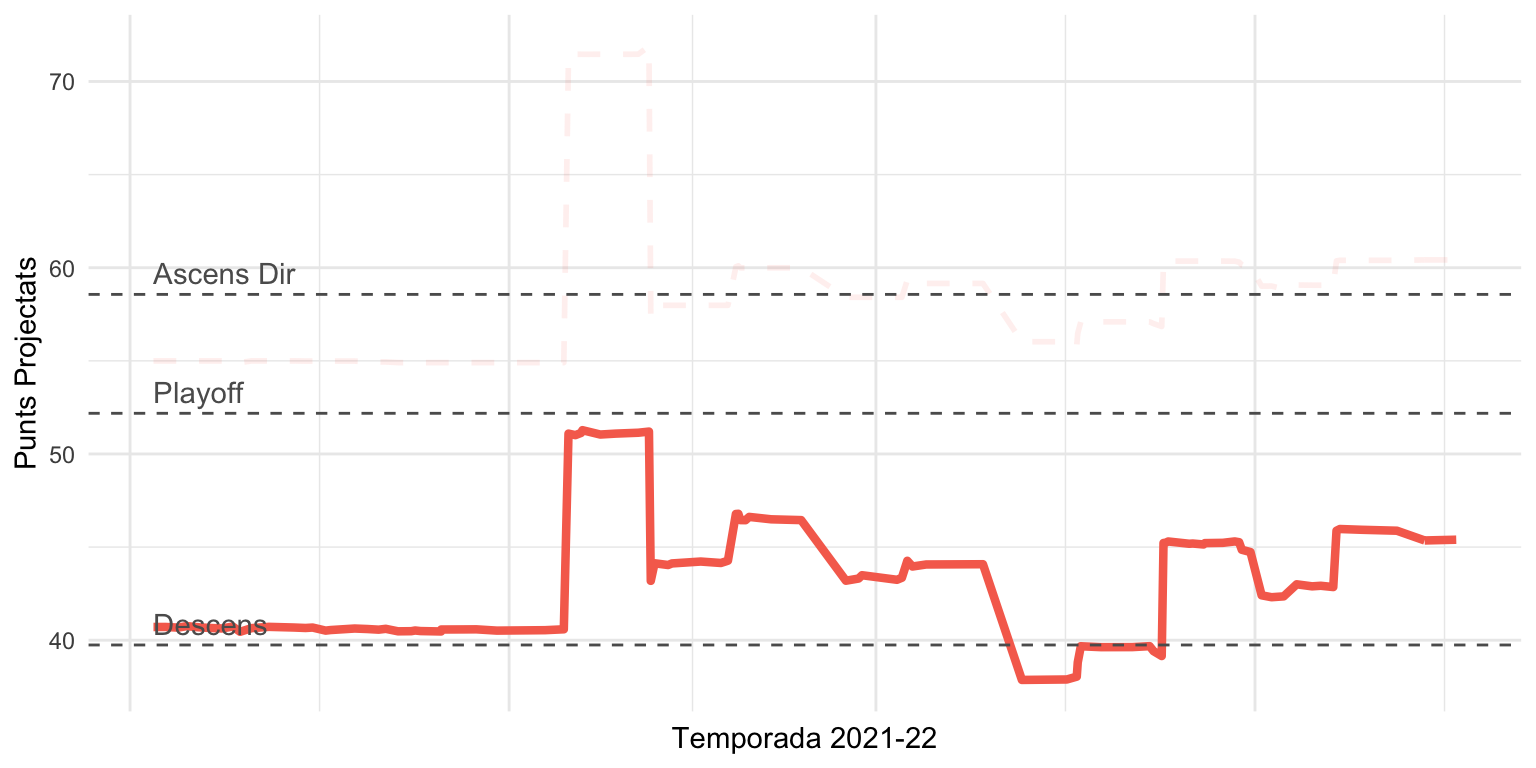 70
60
50
40
Punts Projectats
Ascens Dir
Playoff
Descens
Temporada 2021-22